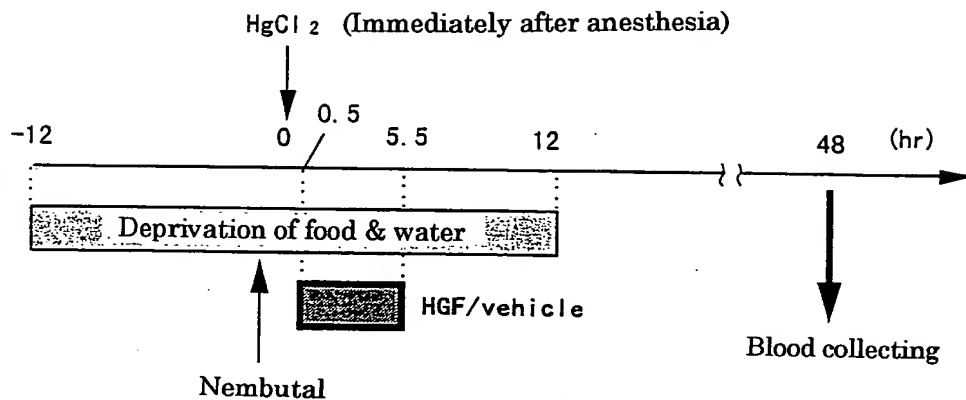 HgCl2 (Immediately after anesthesia)
0.5
-12 0 5.5 12 48 (hr)
Deprivation of food & water
HGF/vehicle
Blood collecting
Nembutal